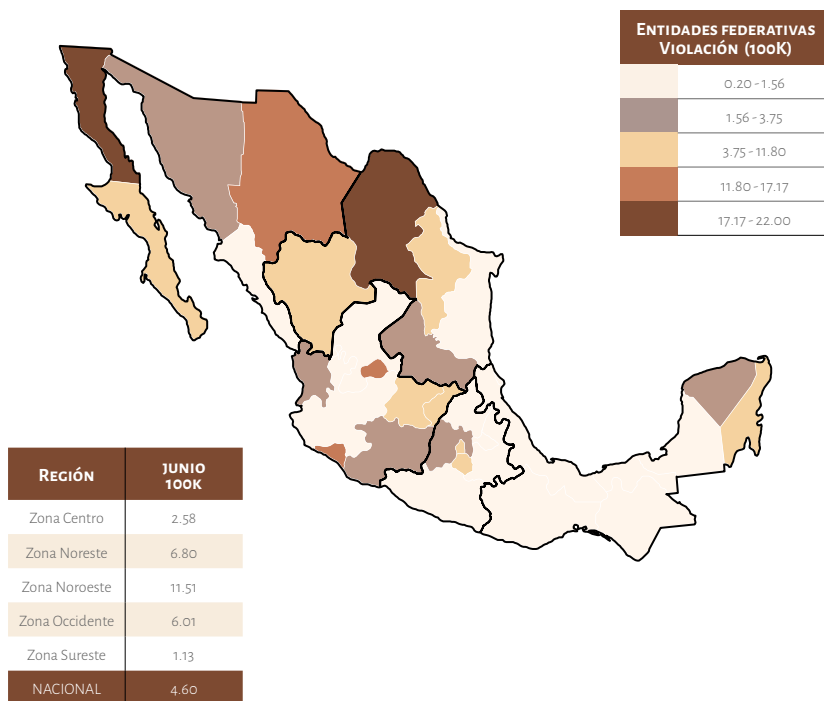 Entidades federativas
Violación (100K)
0.20 - 1.56
1.56 - 3.75
3.75 - 11.80
11.80 - 17.17
17.17 - 22.00
Región	junio 100K
Zona Centro	2.58
Zona Noreste	6.80
Zona Noroeste	11.51
Zona Occidente	6.01
Zona Sureste	1.13
NACIONAL	4.60